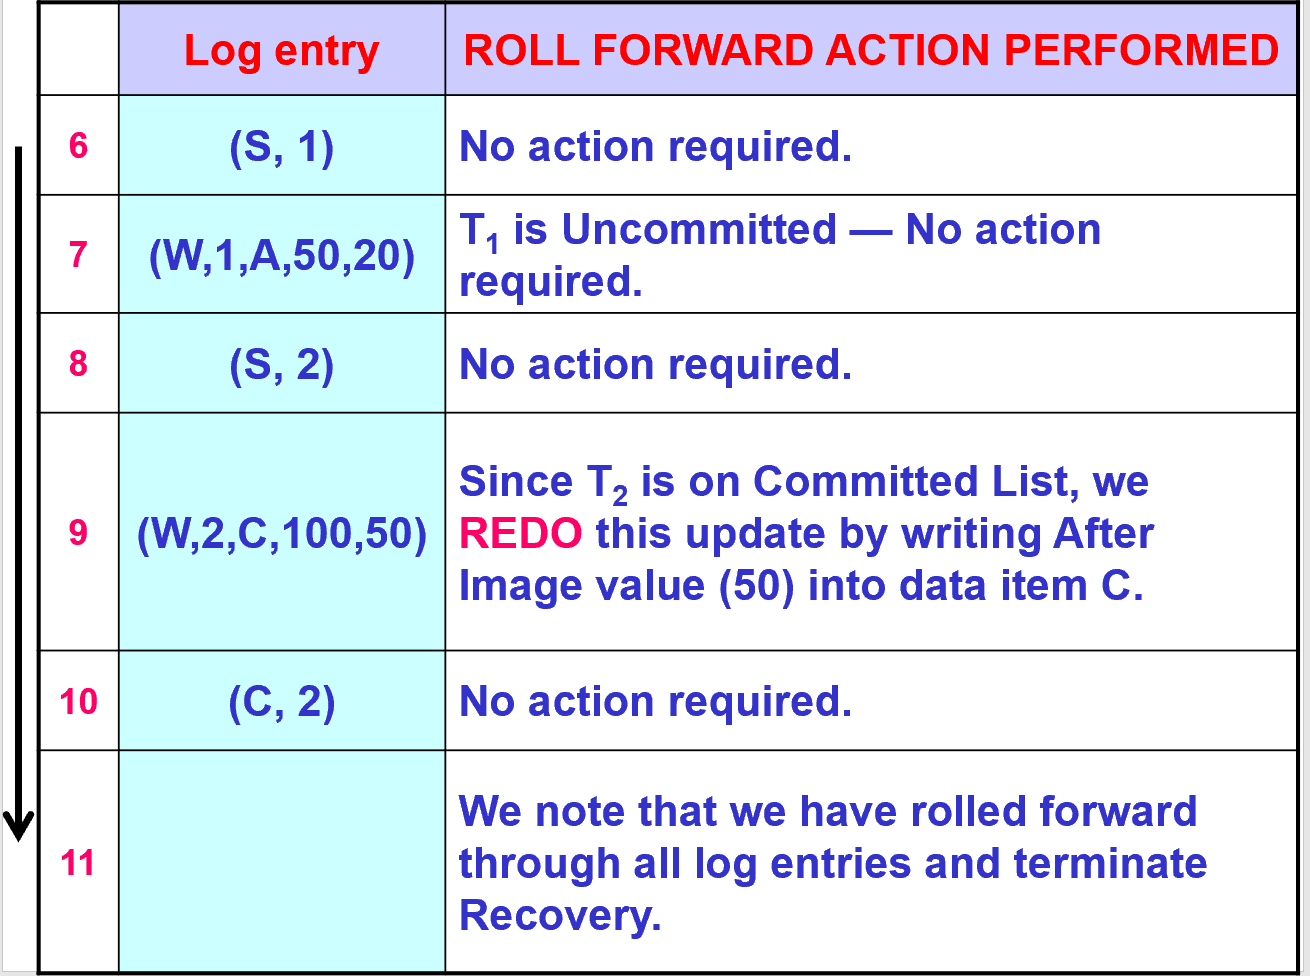 Log entry
ROLL FORWARD ACTION PERFORMED
6
(S, 1)
No action required.
7
(W,1,A,50,20)
T1 is Uncommitted — No action
required.
8
(S, 2)
No action required.
9
(W,2,C,100,50)
Since T2 is on Committed List, we
REDO this update by writing After
Image value (50) into data item C.
10
(C, 2)
No action required.
11
We note that we have rolled forward
through all log entries and terminate
Recovery.